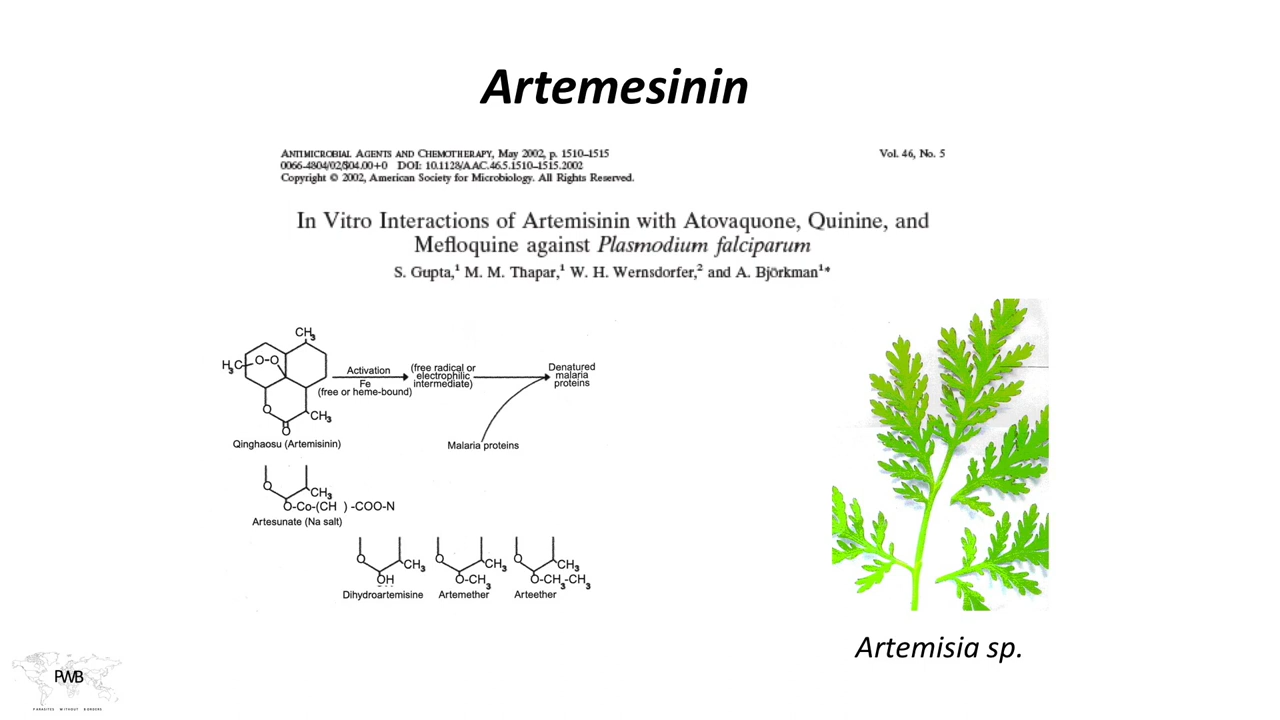 Artemesinin
ANTIMICROBIAL AGENTS AND CHEMOTHERAPY, May 2002, p. 1510–1515
Vol. 46, No. 5
0066-4804/02/$04.00+0 DOI: 10.1128/AAC.46.5.1510–1515.2002
Copyright © 2002, American Society for Microbiology. All Rights Reserved.
In Vitro Interactions of Artemisinin with Atovaquone, Quinine, and
Mefloquine against Plasmodium falciparum
S. Gupta,¹ M. M. Thapar,¹ W. H. Wernsdorfer,² and A. Björkman¹*
CH₃
H₃C
O-O
O
CH₃
O
Qinghaosu (Artemisinin)
Activation
Fe
(free or heme-bound)
(free radical or
electrophilic
intermediate)
Denatured
malaria
proteins
Malaria proteins
O
CH₃
O-Co-(CH ) -COO-N
Artesunate (Na salt)
O
CH₃
OH
Dihydroartemisine
O
CH₃
O-CH₃
Artemether
O
CH₃
O-CH₂-CH₃
Arteether
Artemisia sp.
PWB
PARASITES WITHOUT BORDERS